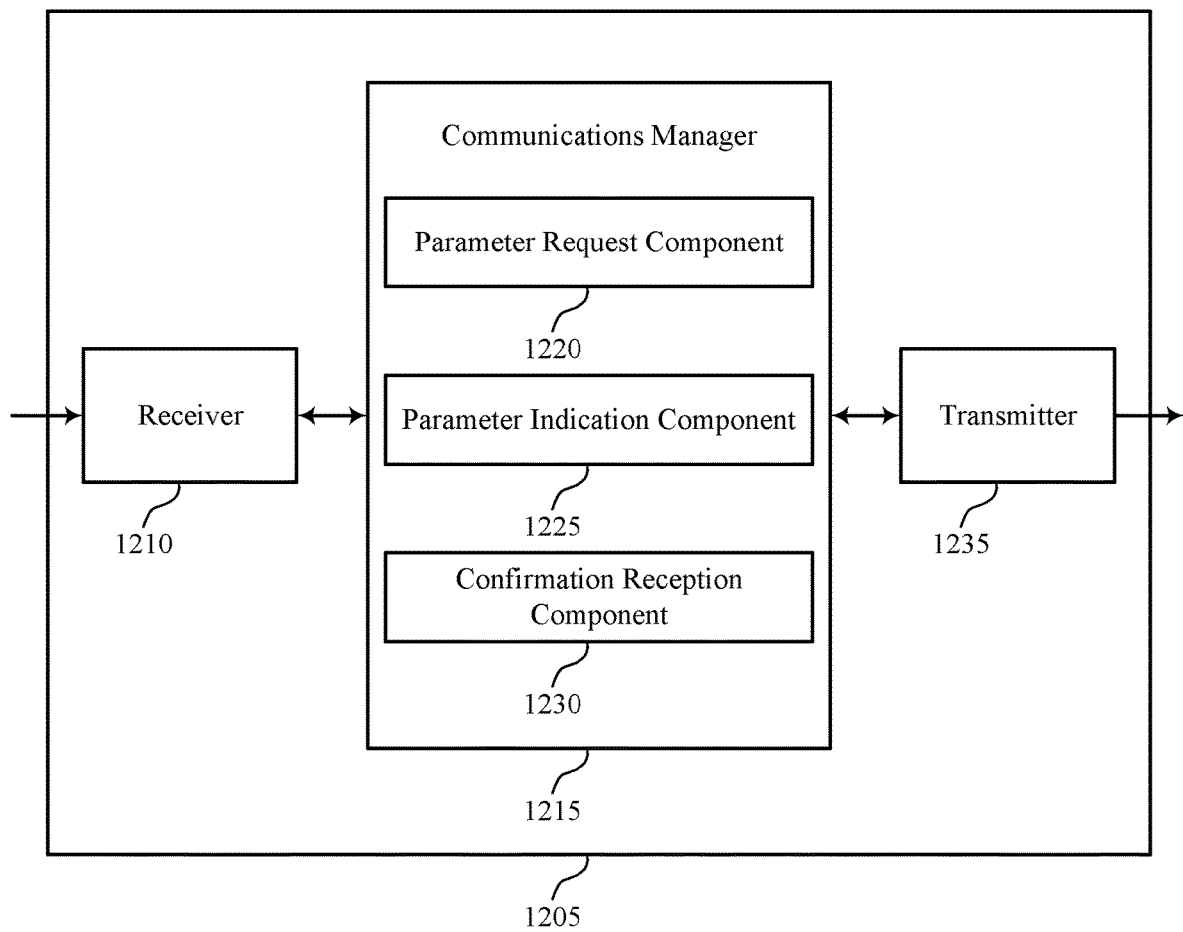 Communications Manager
Parameter Request Component
1220
Receiver
1210
Parameter Indication Component
1225
Transmitter
1235
Confirmation Reception
Component
1230
1215
1205